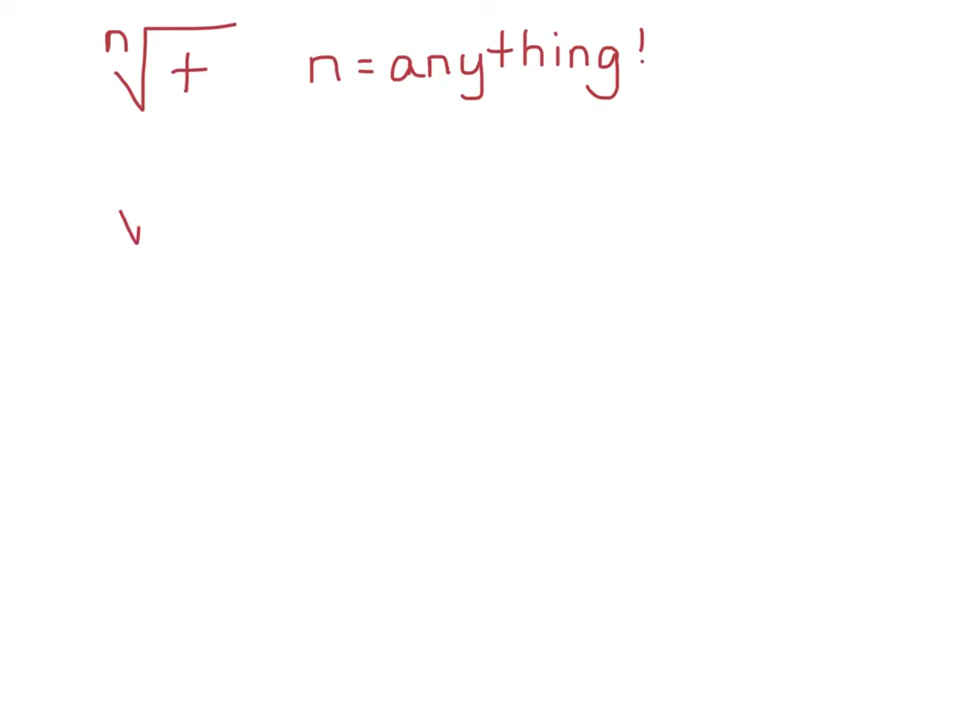 ⁿ√+ n = anything!